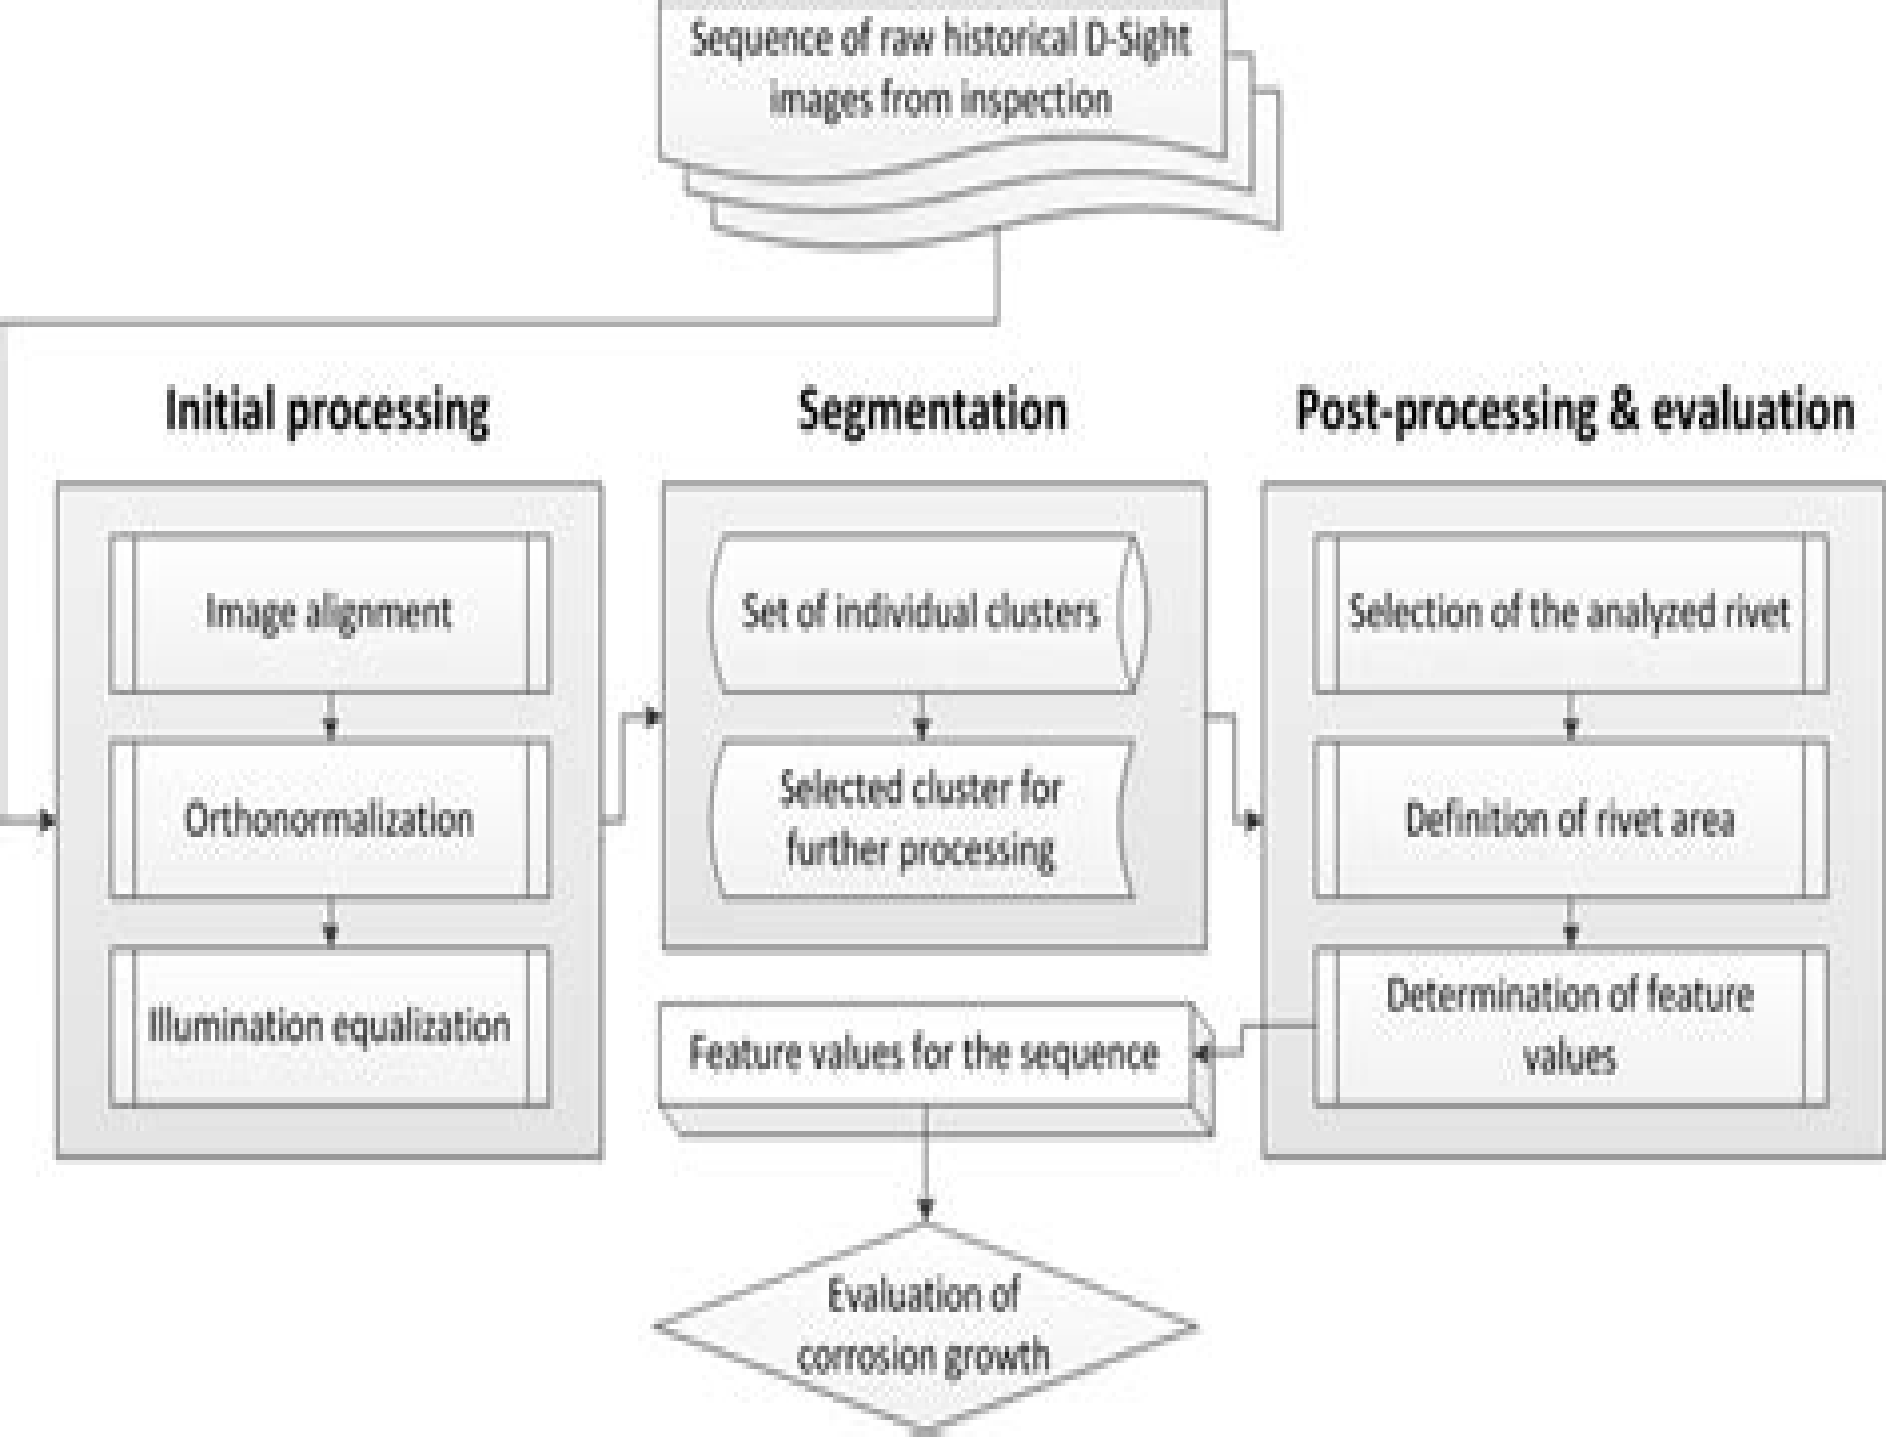 Sequence of raw historical D-Sight
images from inspection
Initial processing
Image alignment
Orthonormalization
Illumination equalization
Segmentation
Set of individual clusters
Selected cluster for
further processing
Post-processing & evaluation
Selection of the analyzed rivet
Definition of rivet area
Determination of feature
values
Feature values for the sequence
Evaluation of
corrosion growth